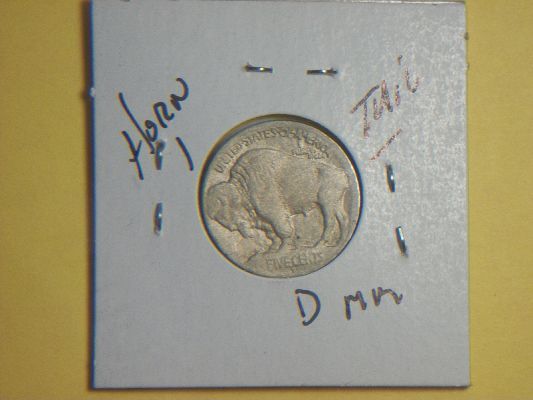 HORN
TAiL
UNITED STATES OF AMERICA
FIVE CENTS
D MM